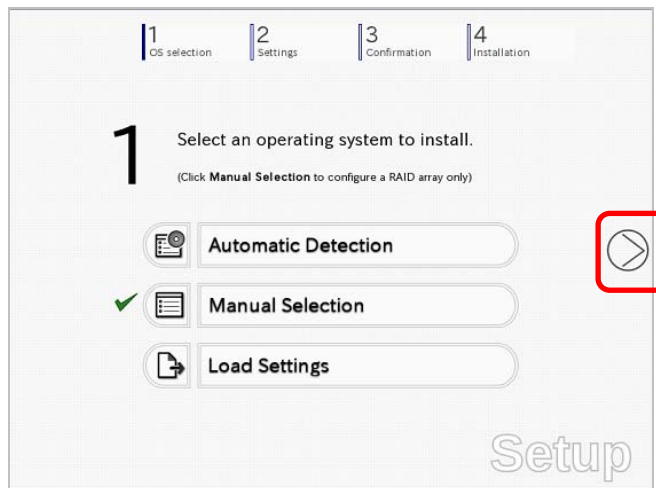 1
OS selection
2
Settings
3
Confirmation
4
Installation
1
Select an operating system to install.
(Click Manual Selection to configure a RAID array only)
Automatic Detection
Manual Selection
Load Settings
Setup